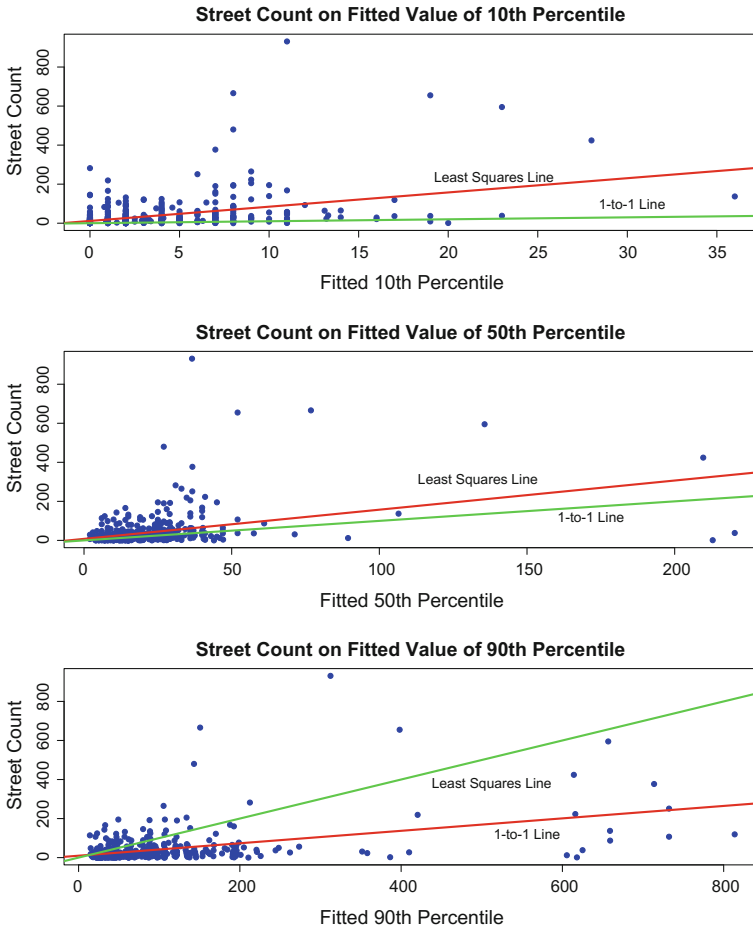 Street Count on Fitted Value of 10th Percentile
Street Count
800
600
400
200
0
Least Squares Line
1-to-1 Line
0 5 10 15 20 25 30 35
Fitted 10th Percentile
Street Count on Fitted Value of 50th Percentile
Street Count
800
600
400
200
0
Least Squares Line
1-to-1 Line
0 50 100 150 200
Fitted 50th Percentile
Street Count on Fitted Value of 90th Percentile
Street Count
800
600
400
200
0
Least Squares Line
1-to-1 Line
0 200 400 600 800
Fitted 90th Percentile